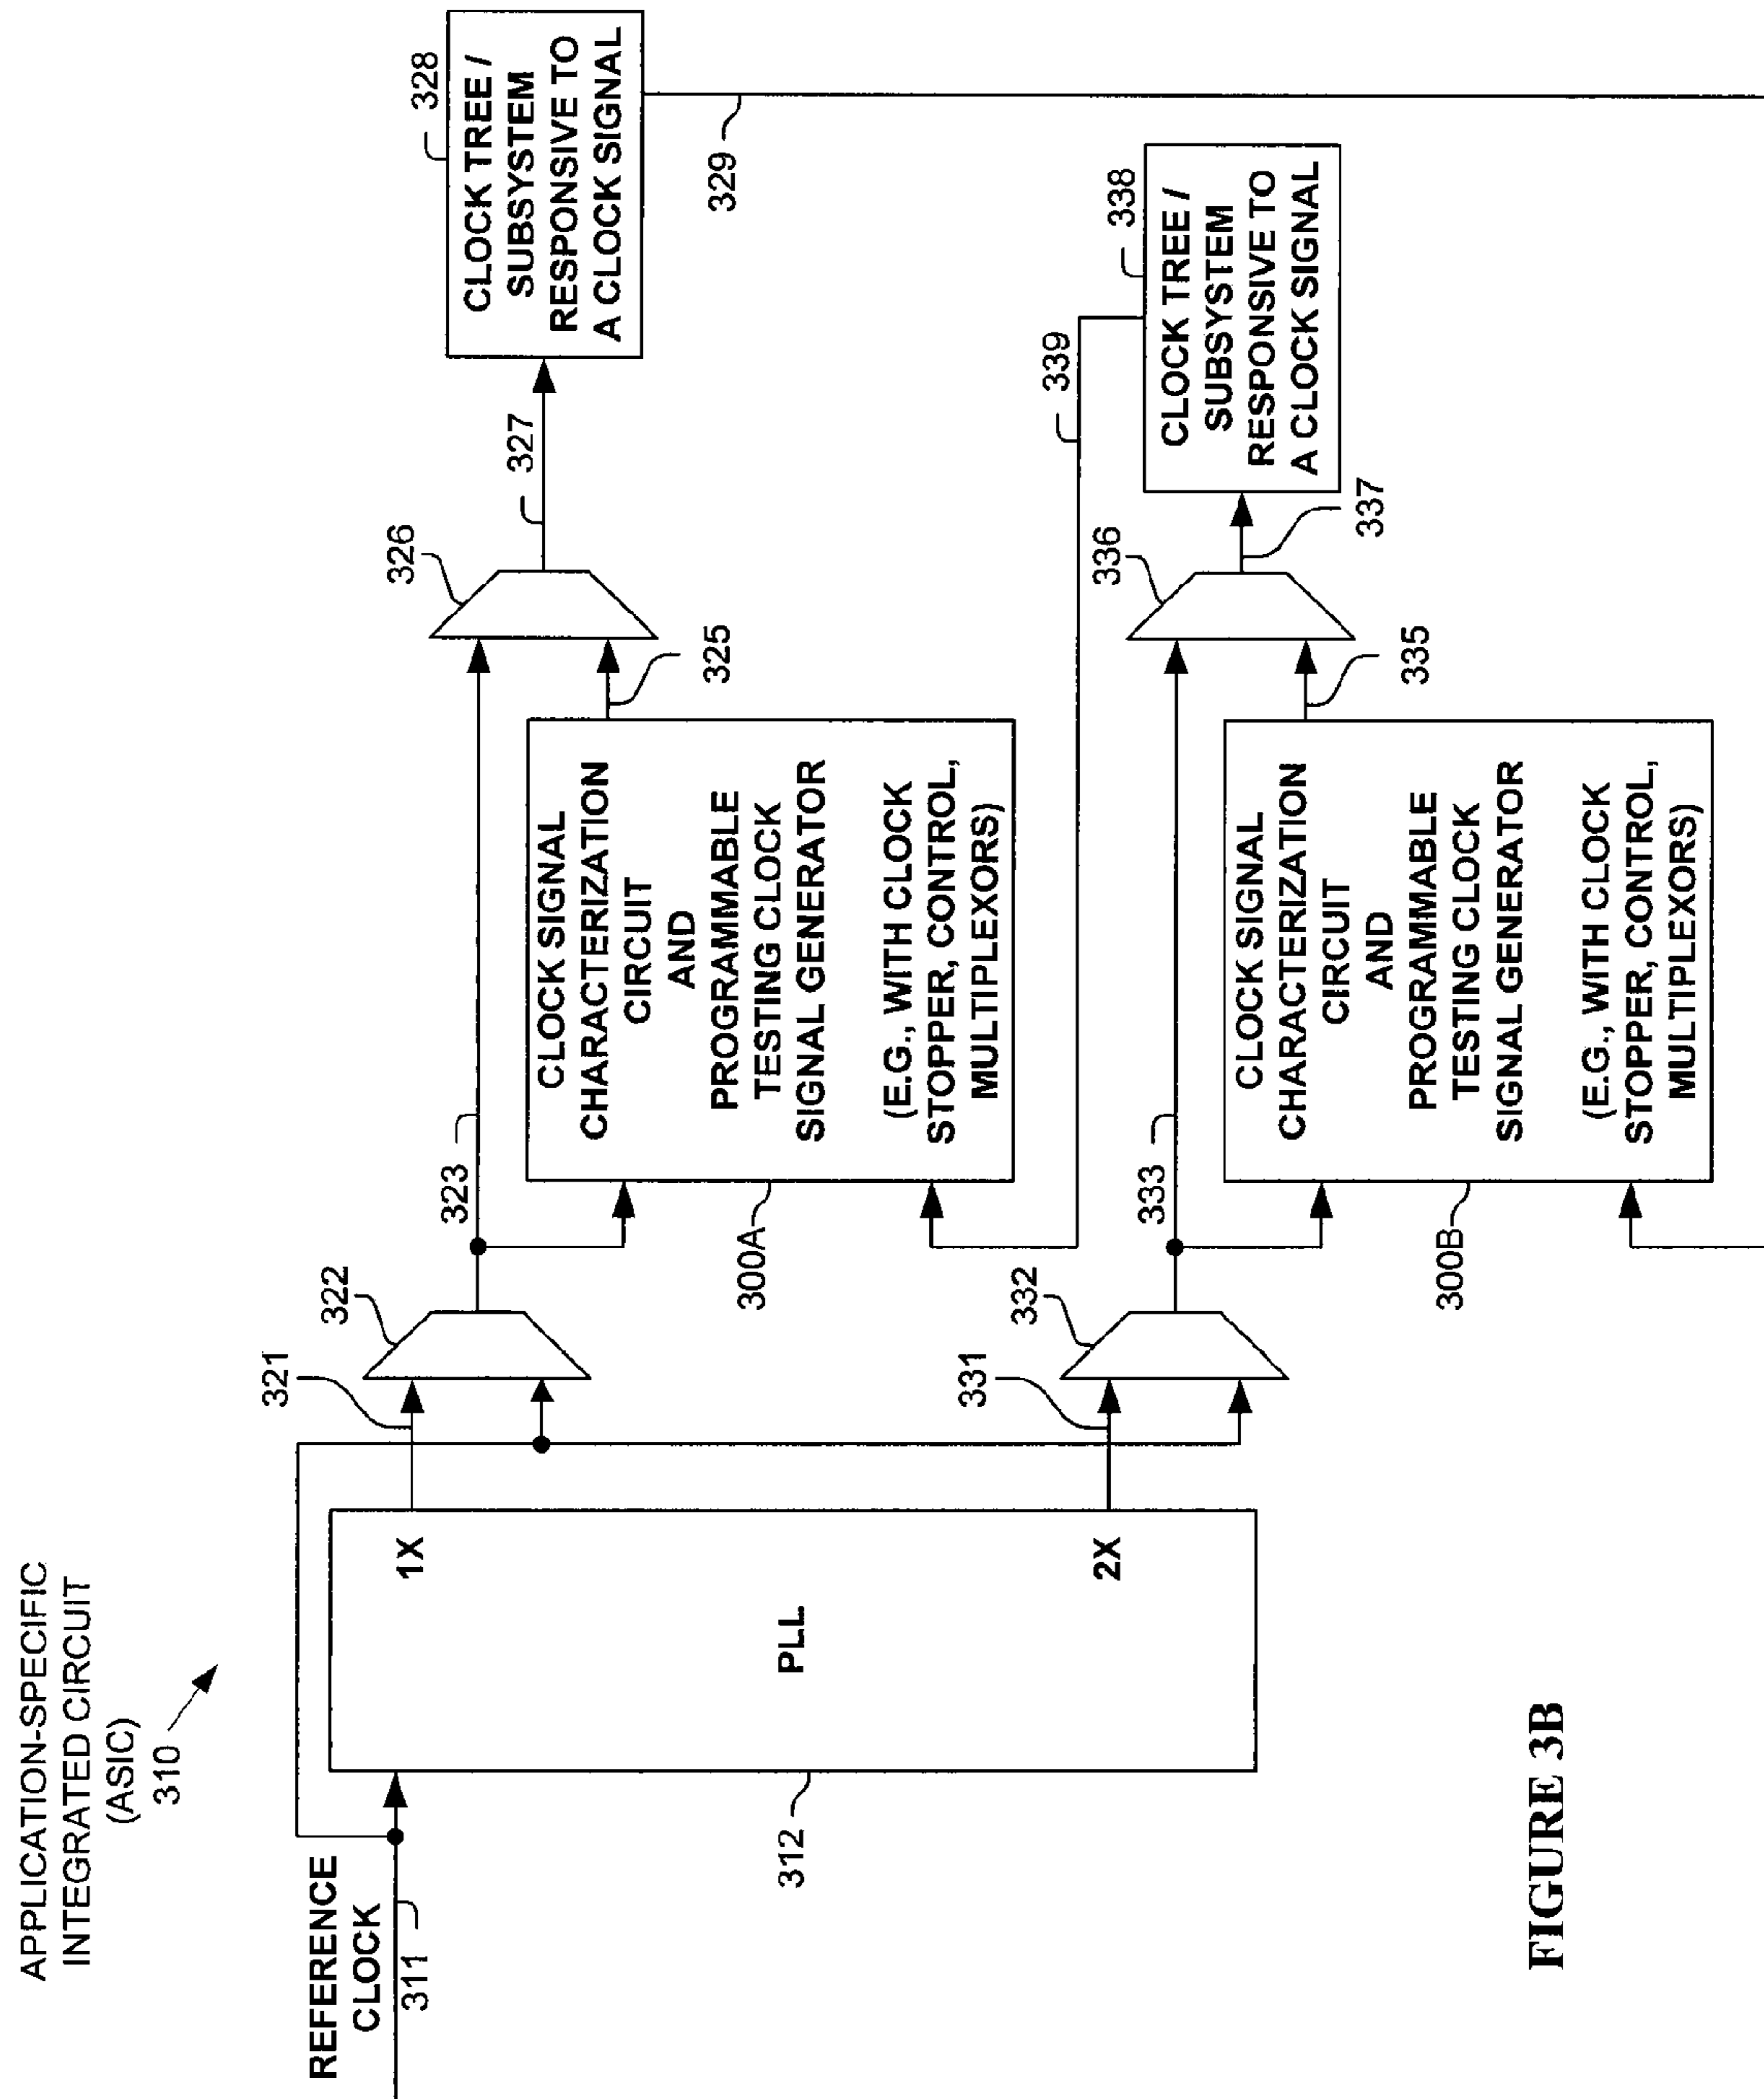 APPLICATION-SPECIFIC
INTEGRATED CIRCUIT
(ASIC)
310
REFERENCE
CLOCK
311
312
PLL
1X
2X
321
322
323
300A
CLOCK SIGNAL
CHARACTERIZATION
CIRCUIT
AND
PROGRAMMABLE
TESTING CLOCK
SIGNAL GENERATOR
(E.G., WITH CLOCK
STOPPER, CONTROL,
MULTIPLEXORS)
325
326
327
328
CLOCK TREE /
SUBSYSTEM
RESPONSIVE TO
A CLOCK SIGNAL
329
331
332
333
300B
CLOCK SIGNAL
CHARACTERIZATION
CIRCUIT
AND
PROGRAMMABLE
TESTING CLOCK
SIGNAL GENERATOR
(E.G., WITH CLOCK
STOPPER, CONTROL,
MULTIPLEXORS)
335
336
337
338
CLOCK TREE /
SUBSYSTEM
RESPONSIVE TO
A CLOCK SIGNAL
339
FIGURE 3B